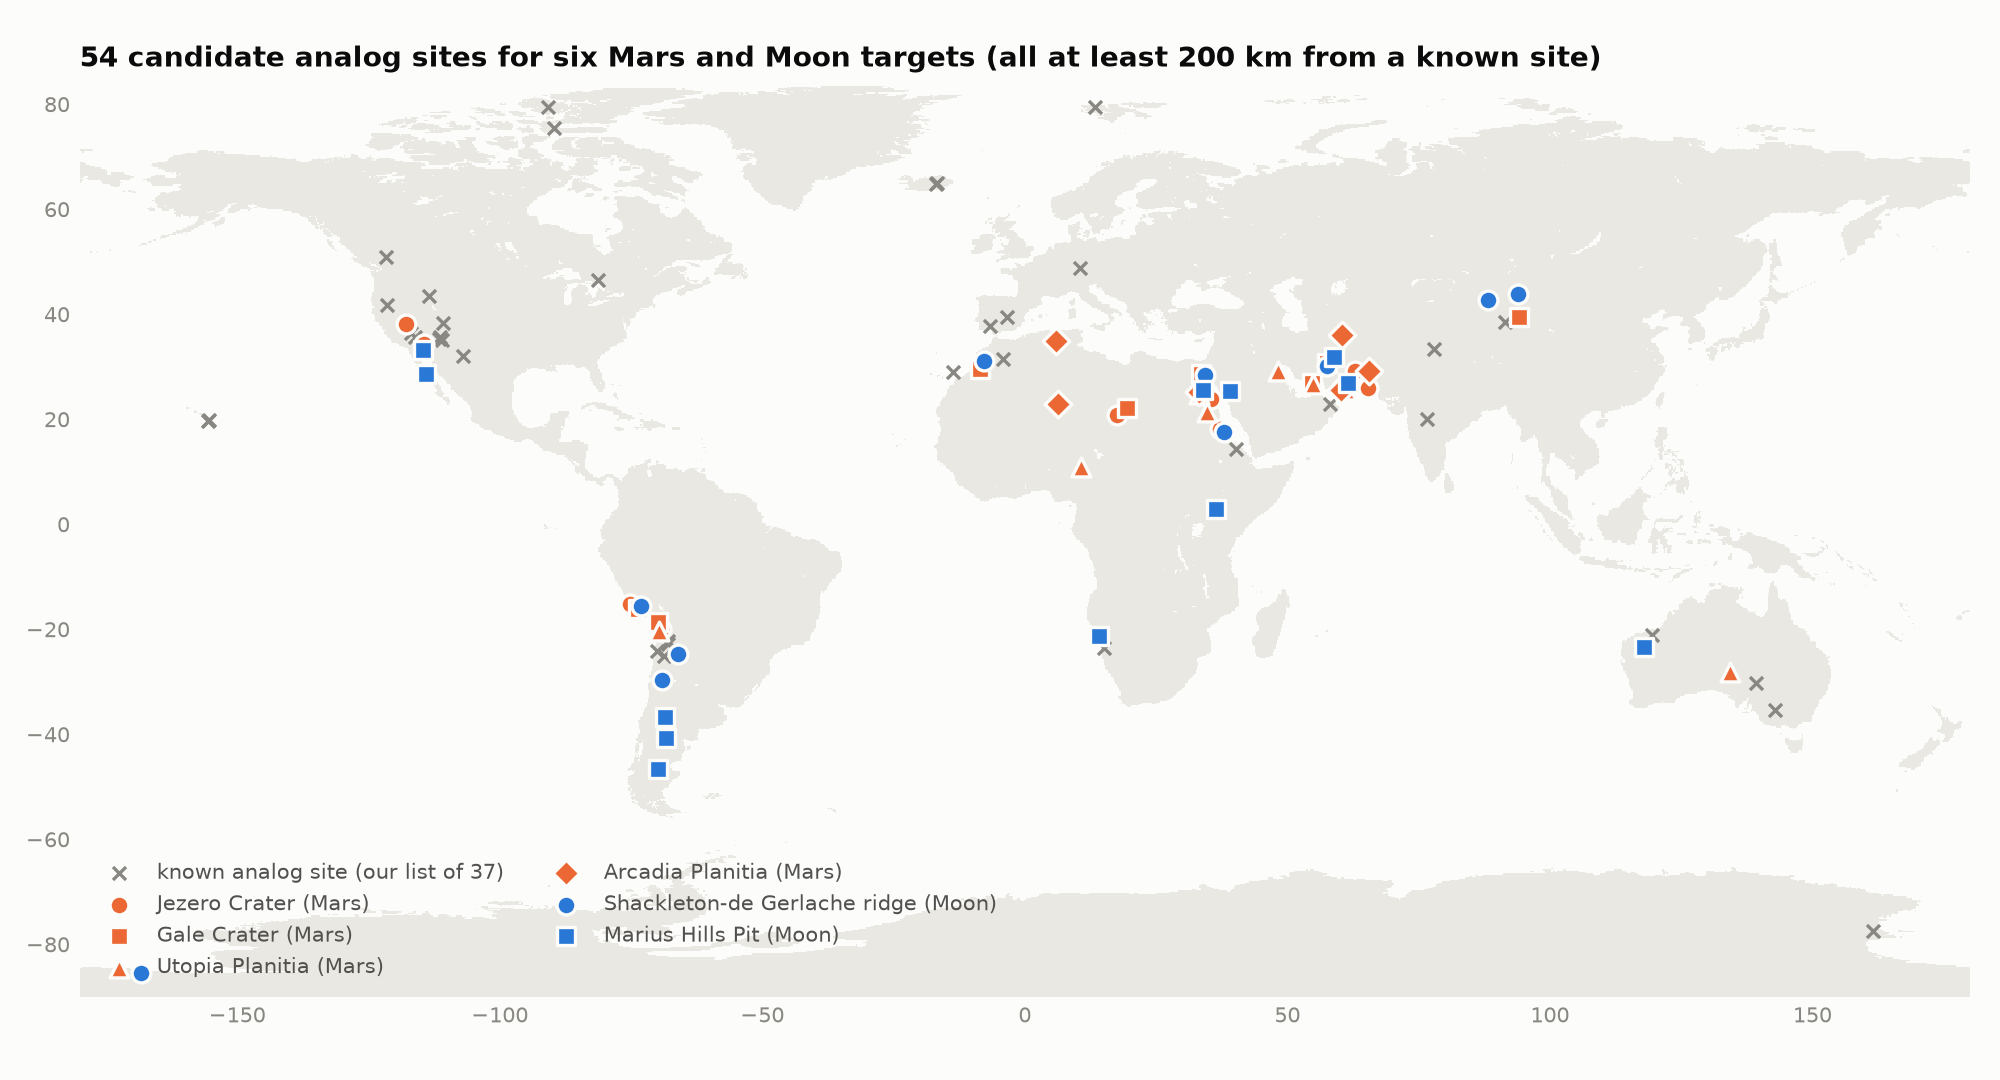 54 candidate analog sites for six Mars and Moon targets (all at least 200 km from a known site)
80
60
40
20
0
−20
−40
−60
−80
known analog site (our list of 37)
Jezero Crater (Mars)
Gale Crater (Mars)
Utopia Planitia (Mars)
Arcadia Planitia (Mars)
Shackleton-de Gerlache ridge (Moon)
Marius Hills Pit (Moon)
−150 −100 −50 0 50 100 150